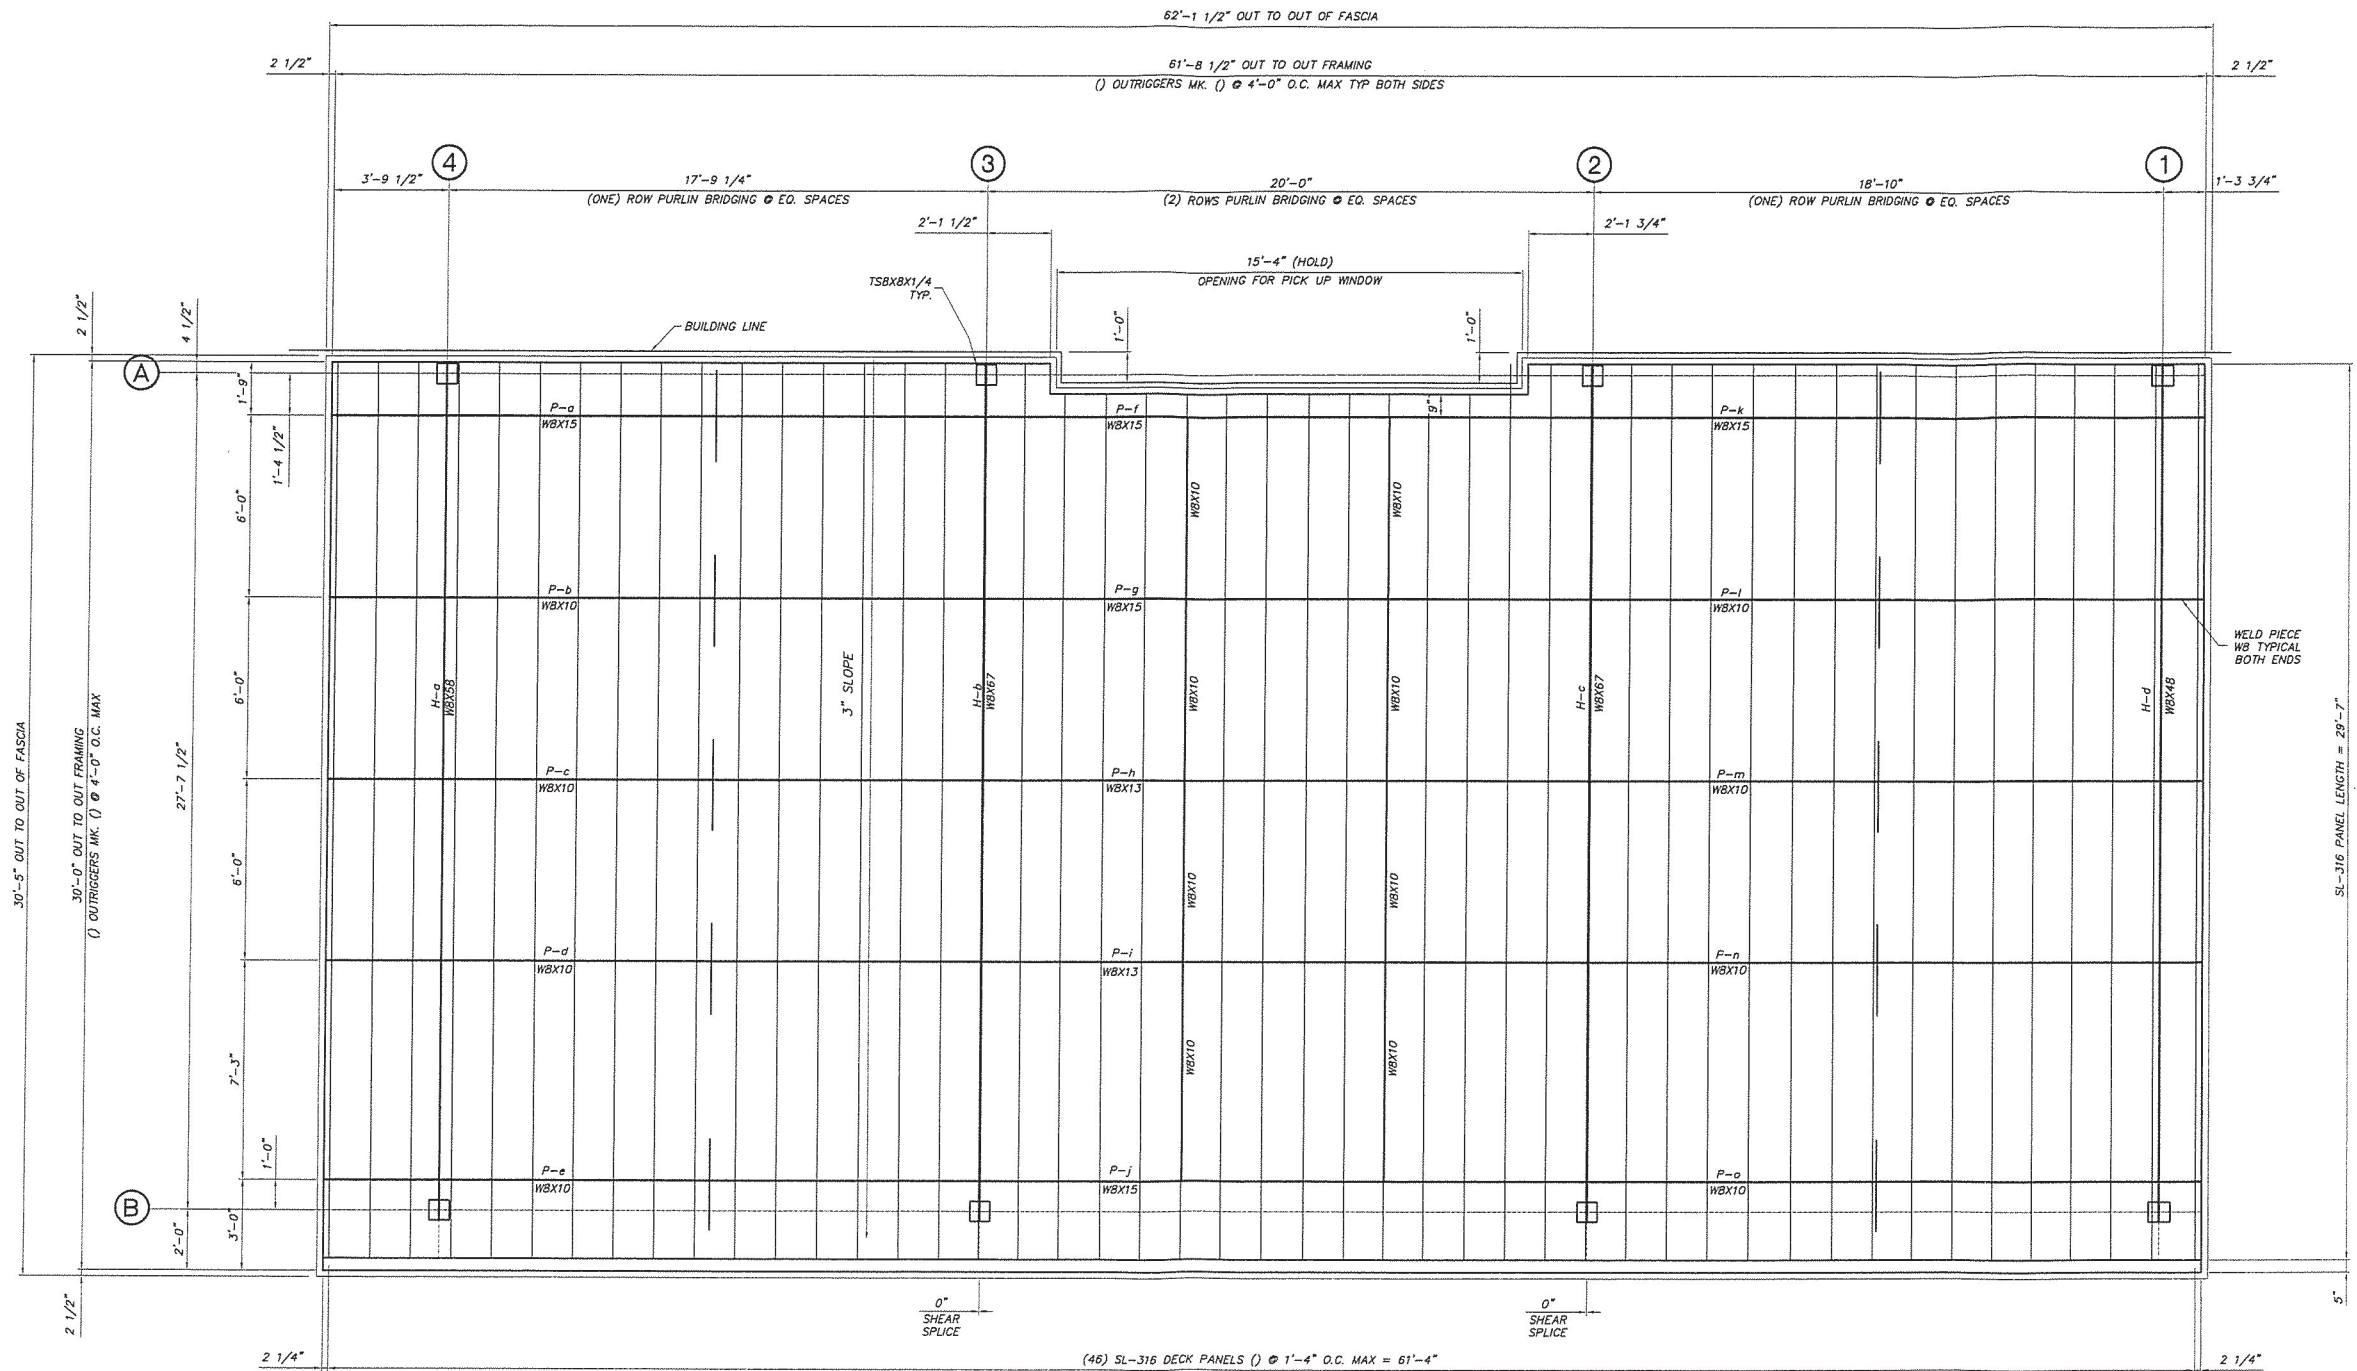 62'-1 1/2" OUT TO OUT OF FASCIA
2 1/2"
61'-8 1/2" OUT TO OUT FRAMING
2 1/2"
() OUTRIGGERS MK. () @ 4'-0" O.C. MAX TYP BOTH SIDES
4
3
2
1
3'-9 1/2"
17'-9 1/4"
20'-0"
18'-10"
1'-3 3/4"
(ONE) ROW PURLIN BRIDGING @ EQ. SPACES
(2) ROWS PURLIN BRIDGING @ EQ. SPACES
(ONE) ROW PURLIN BRIDGING @ EQ. SPACES
2'-1 1/2"
2'-1 3/4"
15'-4" (HOLD)
OPENING FOR PICK UP WINDOW
TS8X8X1/4
TYP.
BUILDING LINE
1'-0"
1'-0"
2 1/2"
4 1/2"
A
1'-9"
1'-4 1/2"
9"
P-a
W8X15
P-f
W8X15
P-k
W8X15
6'-0"
W8X10
W8X10
P-b
W8X10
P-g
W8X15
P-l
W8X10
WELD PIECE
W8 TYPICAL
BOTH ENDS
6'-0"
H-a
W8X58
3" SLOPE
H-b
W8X67
W8X10
W8X10
H-c
W8X67
H-d
W8X48
30'-5" OUT TO OUT OF FASCIA
30'-0" OUT TO OUT FRAMING
() OUTRIGGERS MK. () @ 4'-0" O.C. MAX
27'-7 1/2"
SL-316 PANEL LENGTH = 29'-7"
P-c
W8X10
P-h
W8X13
P-m
W8X10
6'-0"
W8X10
W8X10
P-d
W8X10
P-i
W8X13
P-n
W8X10
7'-3"
W8X10
W8X10
1'-0"
P-e
W8X10
P-j
W8X15
P-o
W8X10
B
2'-0"
3'-0"
2 1/2"
5"
0"
SHEAR
SPLICE
0"
SHEAR
SPLICE
2 1/4"
(46) SL-316 DECK PANELS () @ 1'-4" O.C. MAX = 61'-4"
2 1/4"